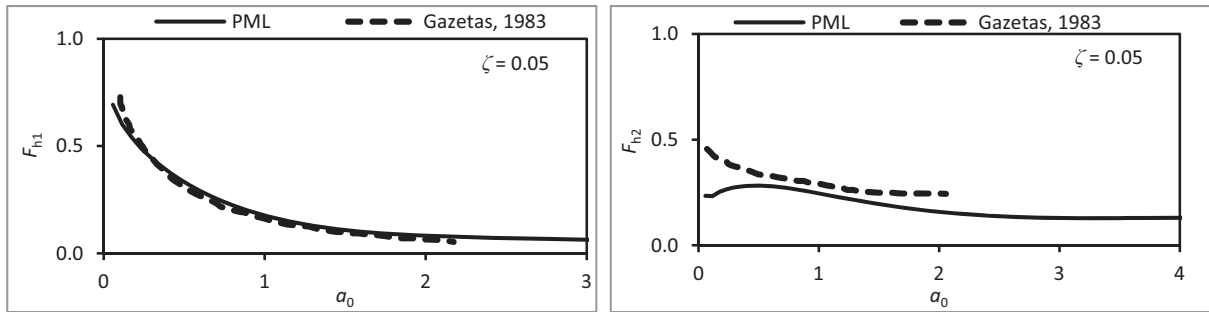 PML Gazetas, 1983
1.0
ζ = 0.05
F_h1
0.5
0.0
0 1 2 3
a_0
PML Gazetas, 1983
1.0
ζ = 0.05
F_h2
0.5
0.0
0 1 2 3 4
a_0